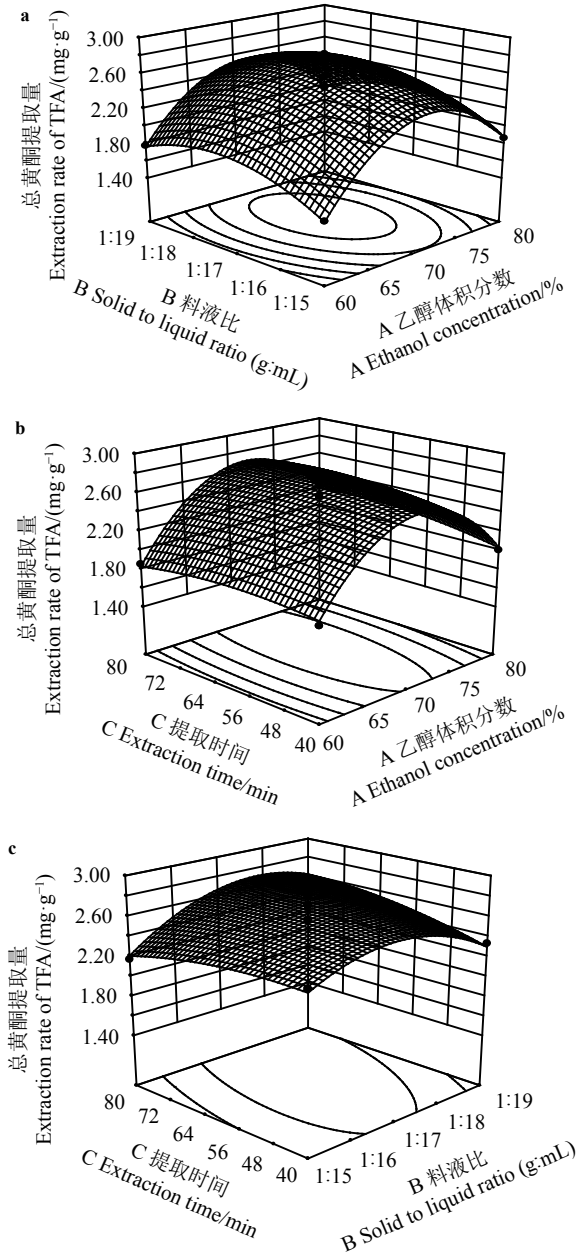 a
3.00
2.60
2.20
1.80
1.40
总黄酮提取量
Extraction rate of TFA/(mg·g⁻¹)
1∶19
1∶18
1∶17
1∶16
1∶15
B 料液比
B Solid to liquid ratio (g∶mL)
60
65
70
75
80
A 乙醇体积分数
A Ethanol concentration/%
b
3.00
2.60
2.20
1.80
1.40
总黄酮提取量
Extraction rate of TFA/(mg·g⁻¹)
80
72
64
56
48
40
C 提取时间
C Extraction time/min
60
65
70
75
80
A 乙醇体积分数
A Ethanol concentration/%
c
3.00
2.60
2.20
1.80
1.40
总黄酮提取量
Extraction rate of TFA/(mg·g⁻¹)
80
72
64
56
48
40
C 提取时间
C Extraction time/min
1∶15
1∶16
1∶17
1∶18
1∶19
B 料液比
B Solid to liquid ratio (g∶mL)